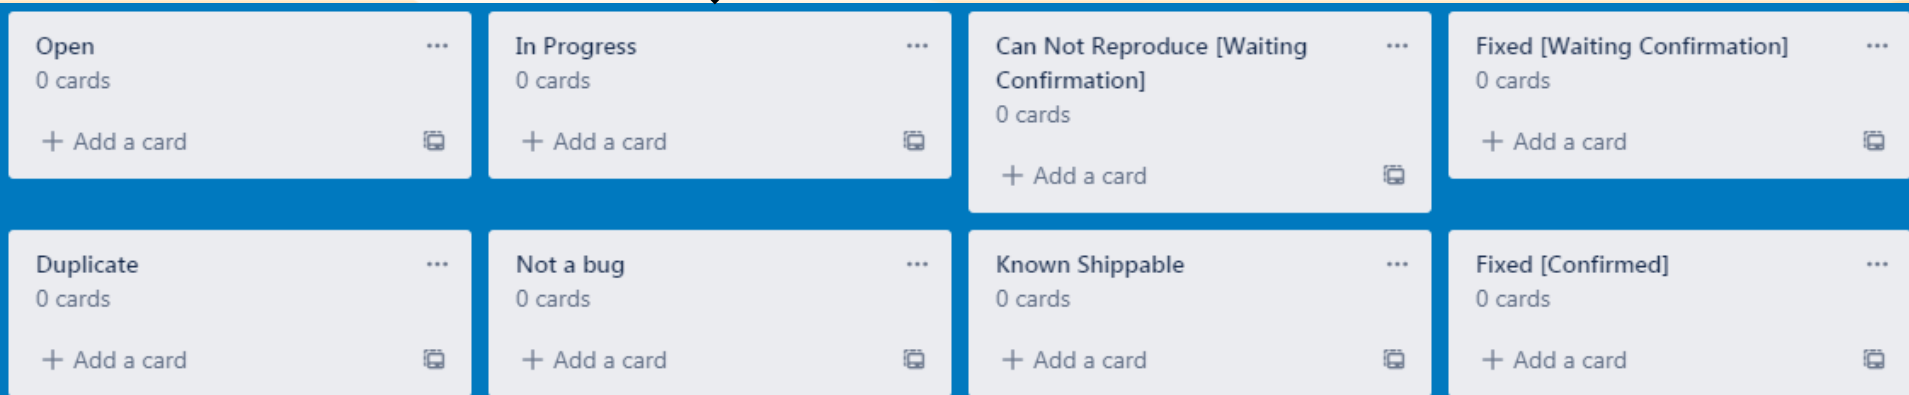 Open
0 cards
+ Add a card
In Progress
0 cards
+ Add a card
Can Not Reproduce [Waiting
Confirmation]
0 cards
+ Add a card
Fixed [Waiting Confirmation]
0 cards
+ Add a card
Duplicate
0 cards
+ Add a card
Not a bug
0 cards
+ Add a card
Known Shippable
0 cards
+ Add a card
Fixed [Confirmed]
0 cards
+ Add a card